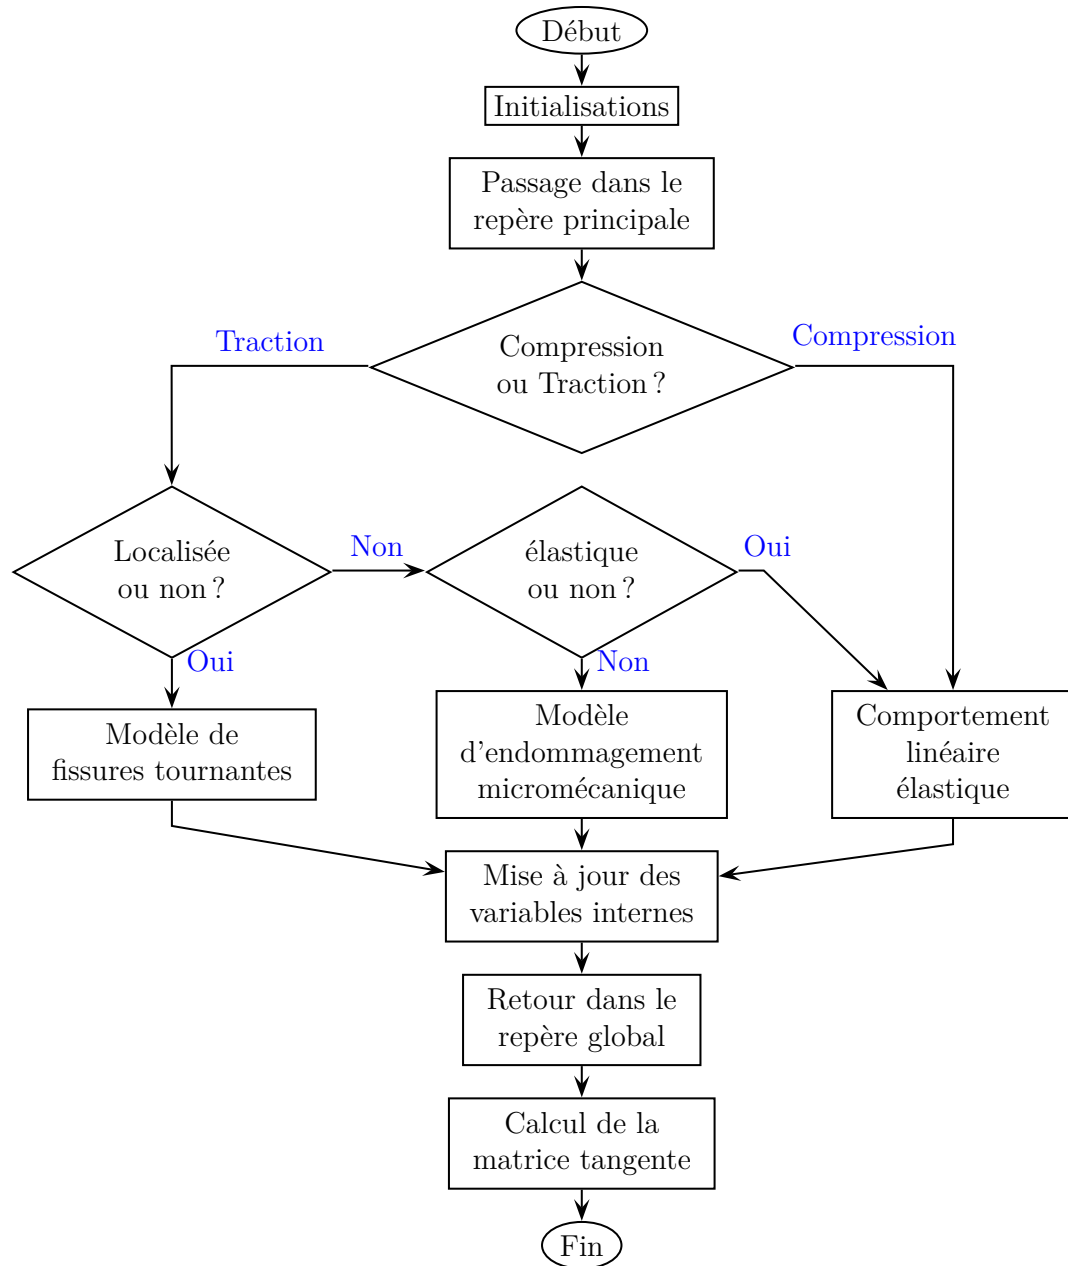 Début
Initialisations
Passage dans le
repère principale
Compression
ou Traction ?
Traction
Compression
Localisée
ou non ?
Non
élastique
ou non ?
Oui
Oui
Non
Modèle de
fissures tournantes
Modèle
d'endommagement
micromécanique
Comportement
linéaire
élastique
Mise à jour des
variables internes
Retour dans le
repère global
Calcul de la
matrice tangente
Fin